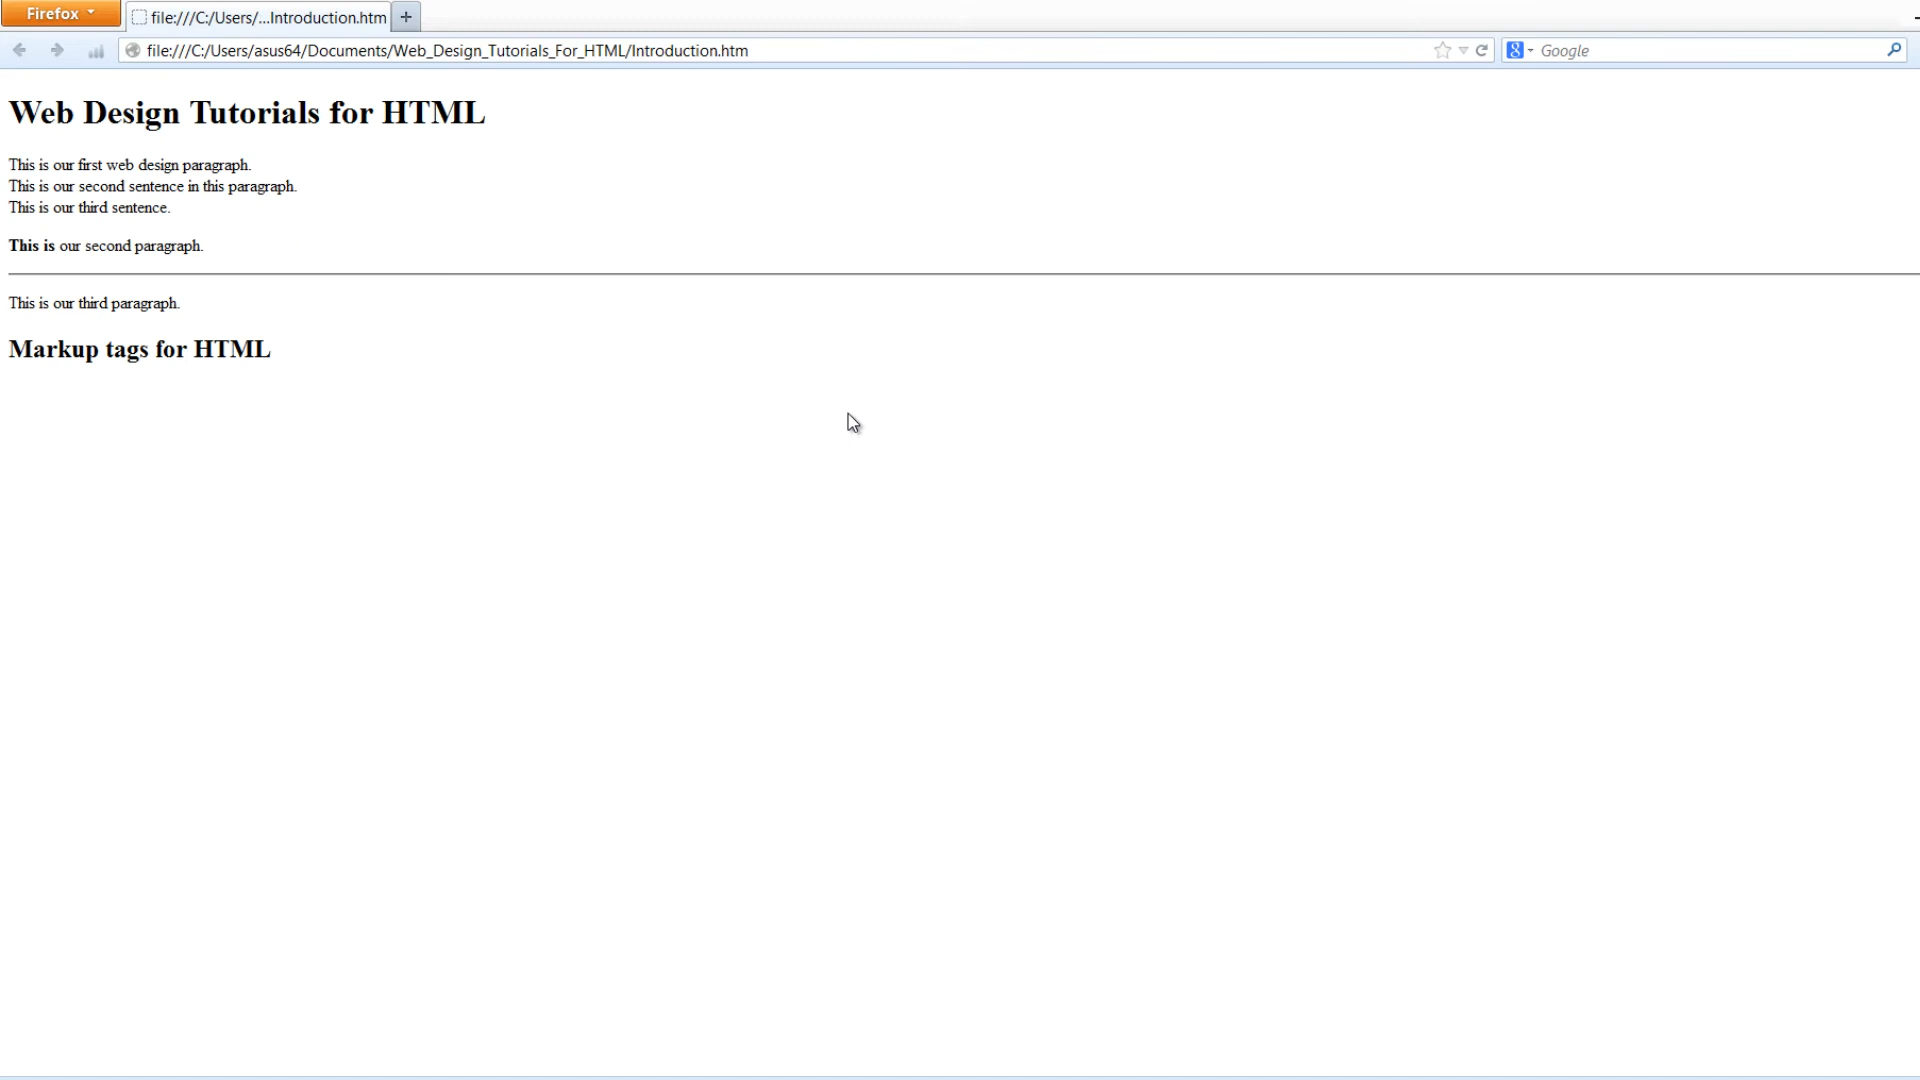 Firefox
file:///C:/Users/...Introduction.htm
file:///C:/Users/asus64/Documents/Web_Design_Tutorials_For_HTML/Introduction.htm
Google
Web Design Tutorials for HTML
This is our first web design paragraph.
This is our second sentence in this paragraph.
This is our third sentence.
This is our second paragraph.
This is our third paragraph.
Markup tags for HTML